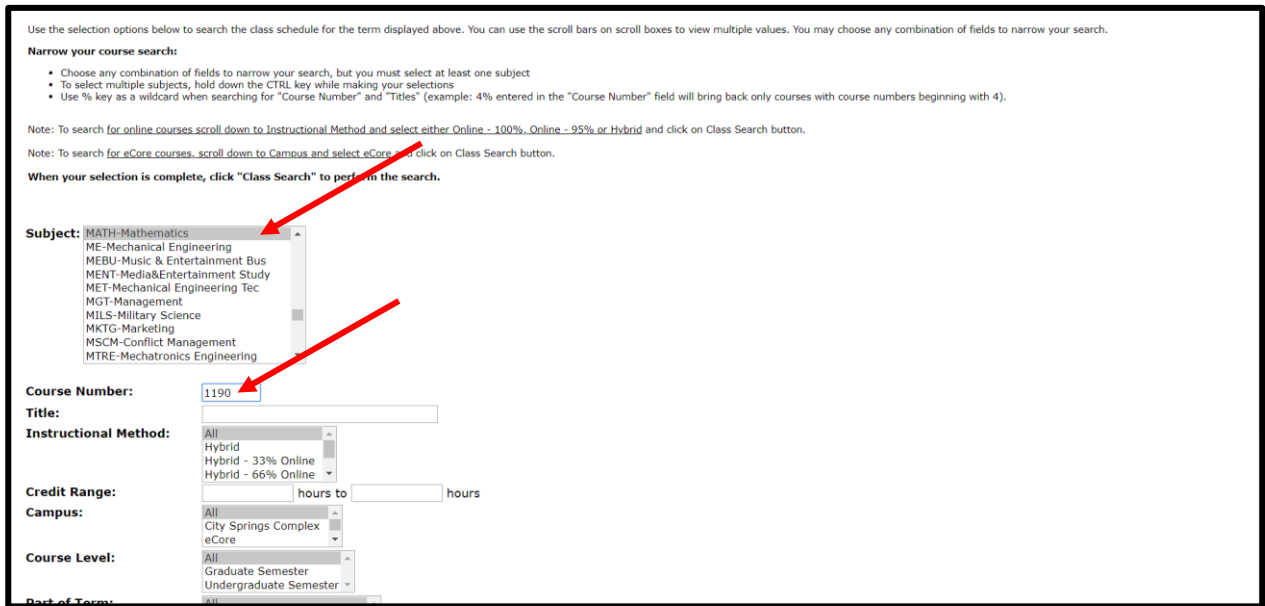 Use the selection options below to search the class schedule for the term displayed above. You can use the scroll bars on scroll boxes to view multiple values. You may choose any combination of fields to narrow your search.
Narrow your course search:
• Choose any combination of fields to narrow your search, but you must select at least one subject
• To select multiple subjects, hold down the CTRL key while making your selections
• Use % key as a wildcard when searching for "Course Number" and "Titles" (example: 4% entered in the "Course Number" field will bring back only courses with course numbers beginning with 4).
Note: To search for online courses scroll down to Instructional Method and select either Online - 100%, Online - 95% or Hybrid and click on Class Search button.
Note: To search for eCore courses, scroll down to Campus and select eCore and click on Class Search button.
When your selection is complete, click "Class Search" to perform the search.
Subject: MATH-Mathematics
ME-Mechanical Engineering
MEBU-Music & Entertainment Bus
MENT-Media&Entertainment Study
MET-Mechanical Engineering Tec
MGT-Management
MILS-Military Science
MKTG-Marketing
MSCM-Conflict Management
MTRE-Mechatronics Engineering
Course Number: 1190
Title:
Instructional Method: All
Hybrid
Hybrid - 33% Online
Hybrid - 66% Online
Credit Range: hours to hours
Campus: All
City Springs Complex
eCore
Course Level: All
Graduate Semester
Undergraduate Semester
Part of Term: All